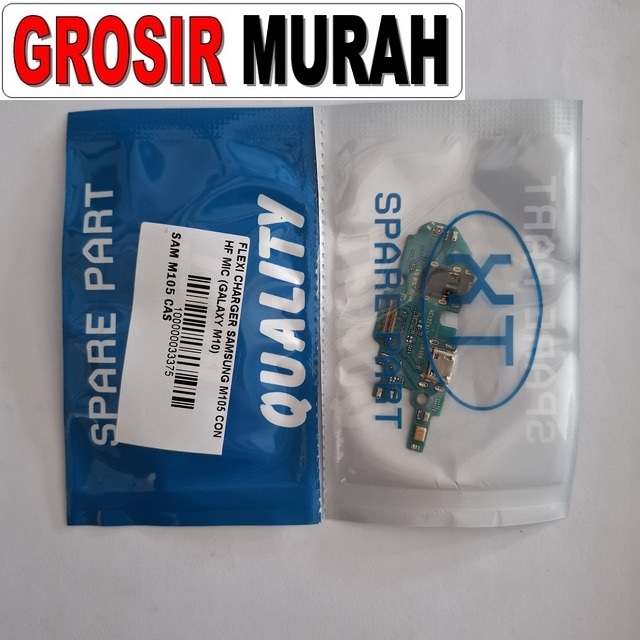 GROSIR MURAH
SPARE PART
FLEXI CHARGER SAMSUNG M105 CON
HF MIC (GALAXY M10)
100000033375
SAM M105 CAS
QUALITY
SPARE PART
XT
SPARE PART